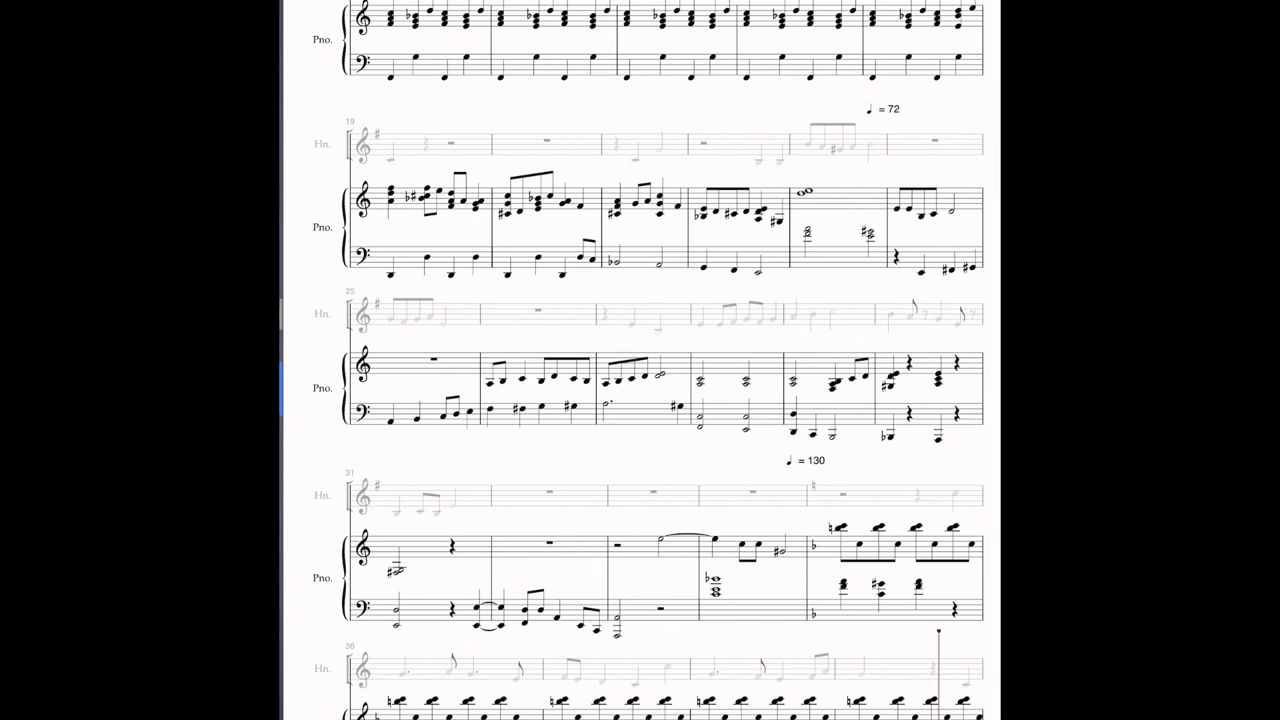 Pno.
= 72
19
Hn.
Pno.
25
Hn.
Pno.
= 130
31
Hn.
Pno.
36
Hn.